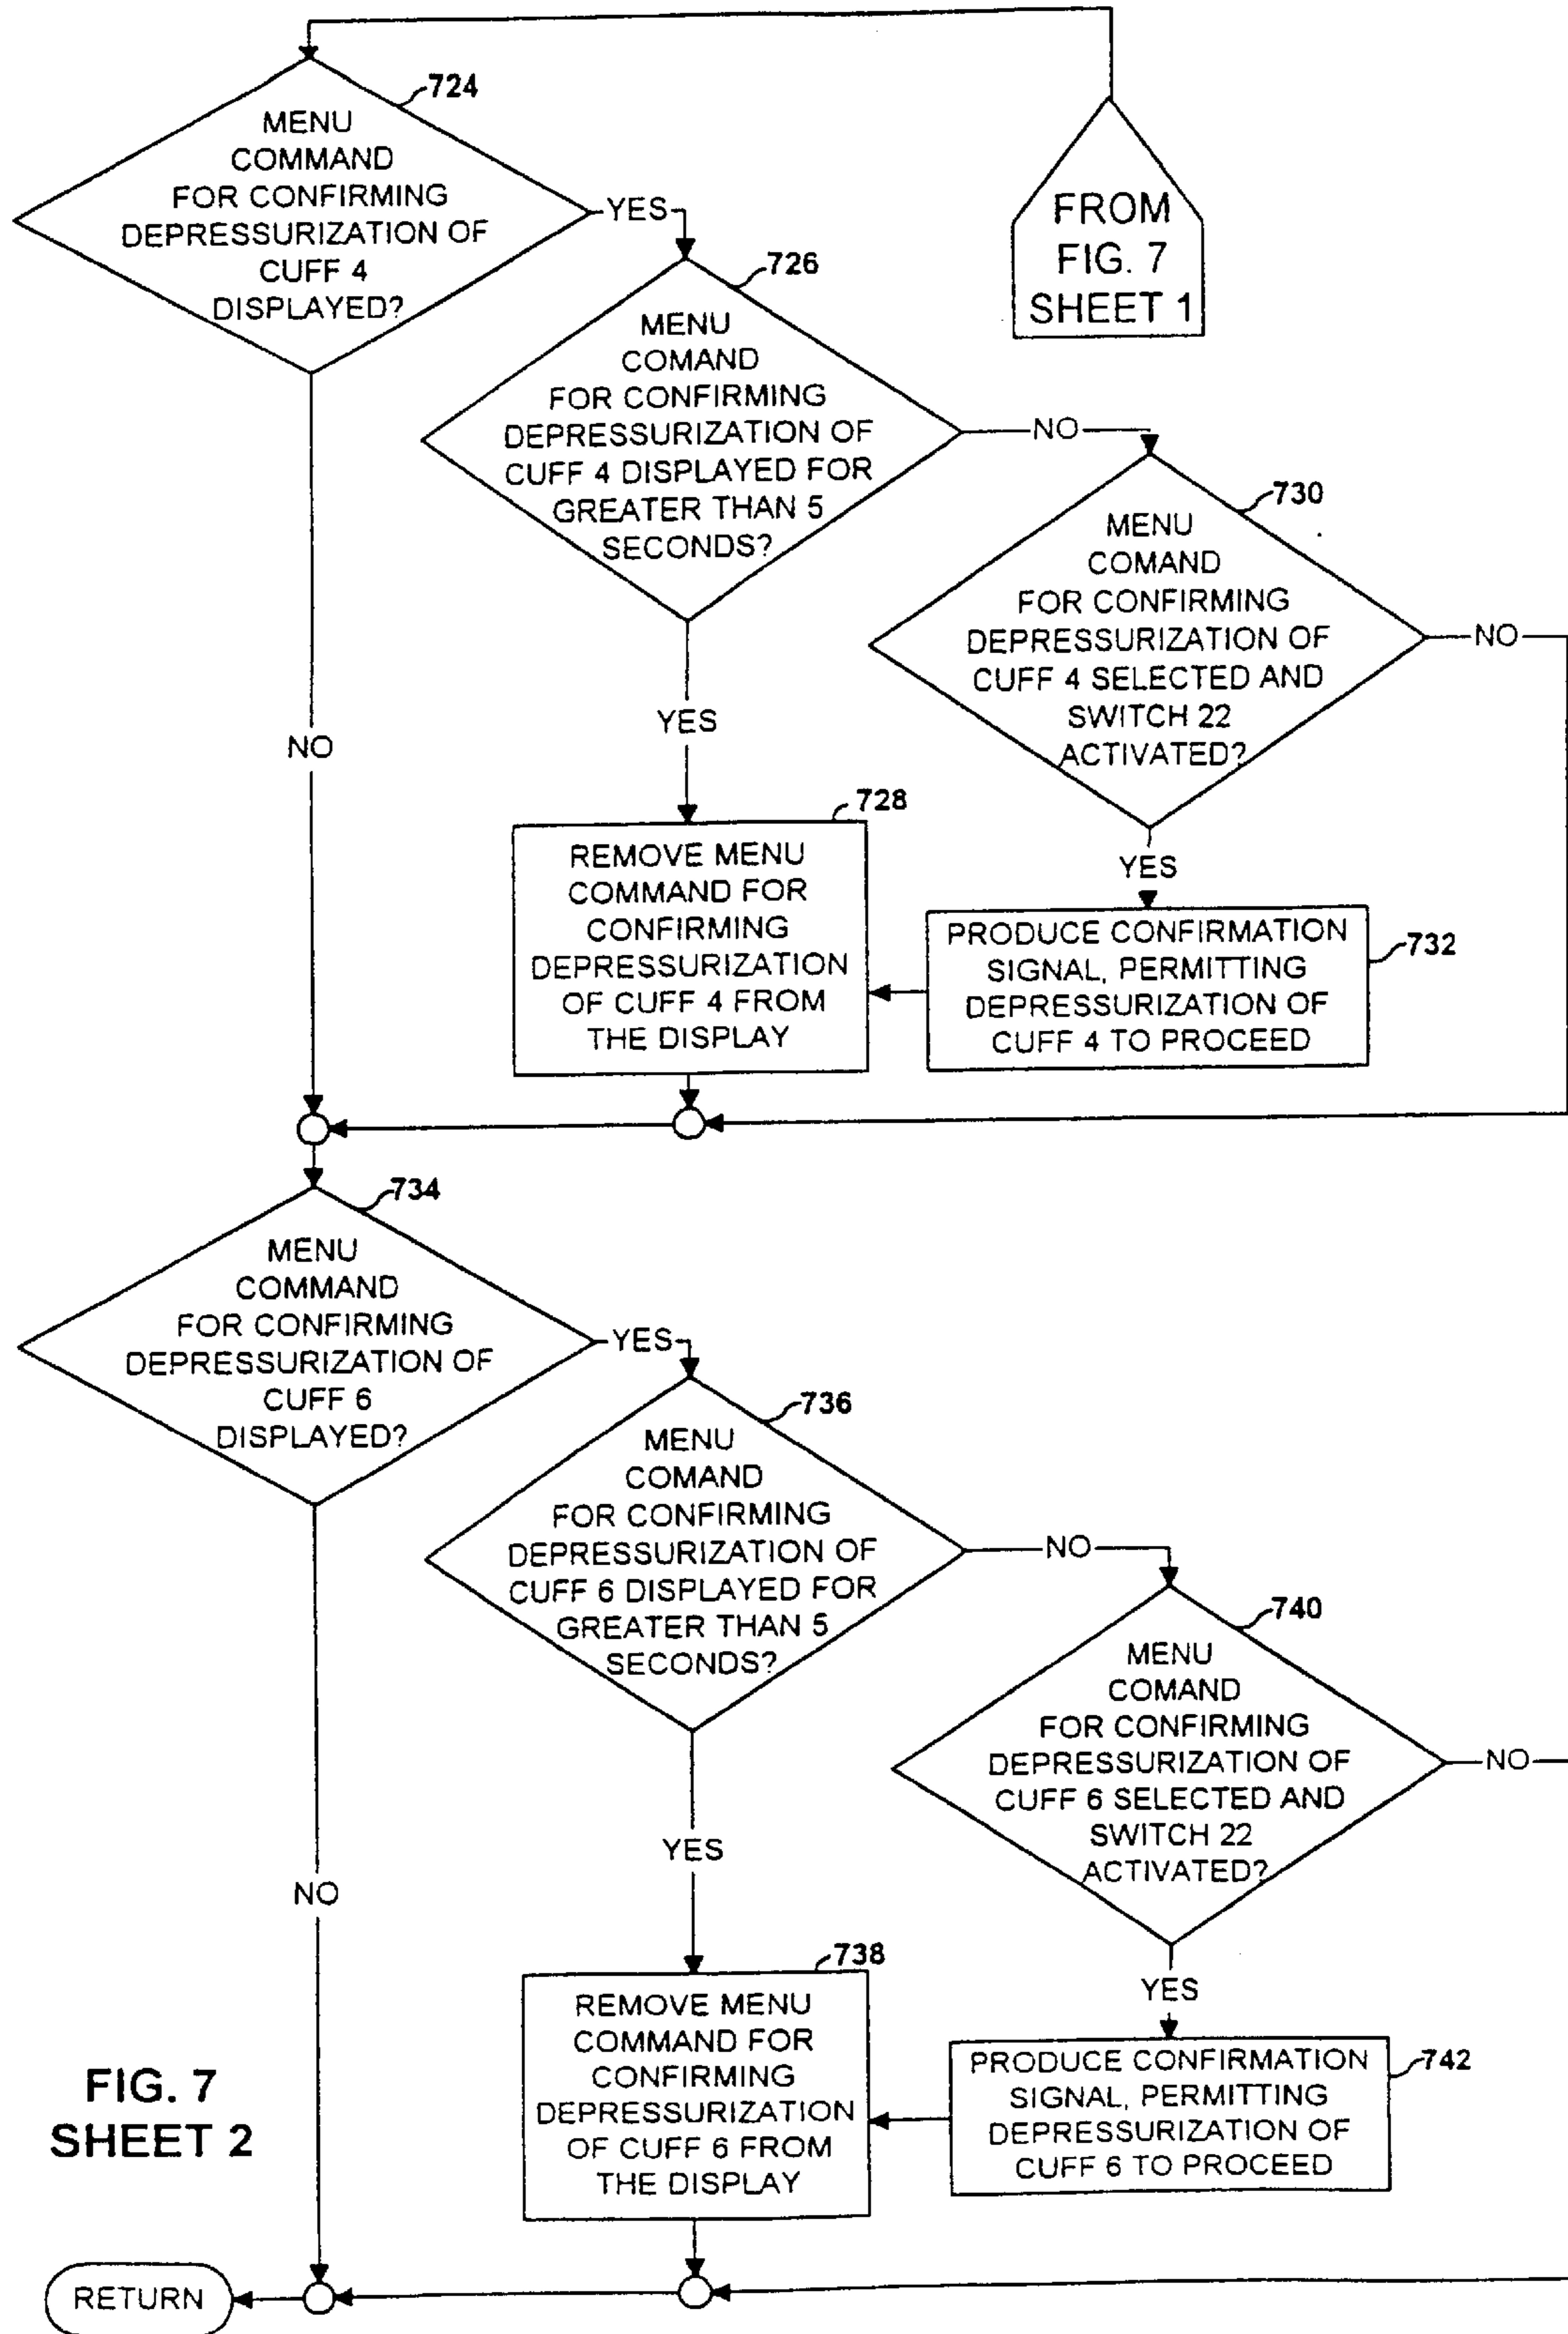 724
MENU
COMMAND
FOR CONFIRMING
DEPRESSURIZATION OF
CUFF 4
DISPLAYED?
YES
NO
FROM
FIG. 7
SHEET 1
726
MENU
COMAND
FOR CONFIRMING
DEPRESSURIZATION OF
CUFF 4 DISPLAYED FOR
GREATER THAN 5
SECONDS?
NO
YES
730
MENU
COMAND
FOR CONFIRMING
DEPRESSURIZATION OF
CUFF 4 SELECTED AND
SWITCH 22
ACTIVATED?
NO
YES
728
REMOVE MENU
COMMAND FOR
CONFIRMING
DEPRESSURIZATION
OF CUFF 4 FROM
THE DISPLAY
732
PRODUCE CONFIRMATION
SIGNAL, PERMITTING
DEPRESSURIZATION OF
CUFF 4 TO PROCEED
734
MENU
COMMAND
FOR CONFIRMING
DEPRESSURIZATION OF
CUFF 6
DISPLAYED?
YES
NO
736
MENU
COMAND
FOR CONFIRMING
DEPRESSURIZATION OF
CUFF 6 DISPLAYED FOR
GREATER THAN 5
SECONDS?
NO
YES
740
MENU
COMAND
FOR CONFIRMING
DEPRESSURIZATION OF
CUFF 6 SELECTED AND
SWITCH 22
ACTIVATED?
NO
YES
738
REMOVE MENU
COMMAND FOR
CONFIRMING
DEPRESSURIZATION
OF CUFF 6 FROM
THE DISPLAY
742
PRODUCE CONFIRMATION
SIGNAL, PERMITTING
DEPRESSURIZATION OF
CUFF 6 TO PROCEED
FIG. 7
SHEET 2
RETURN